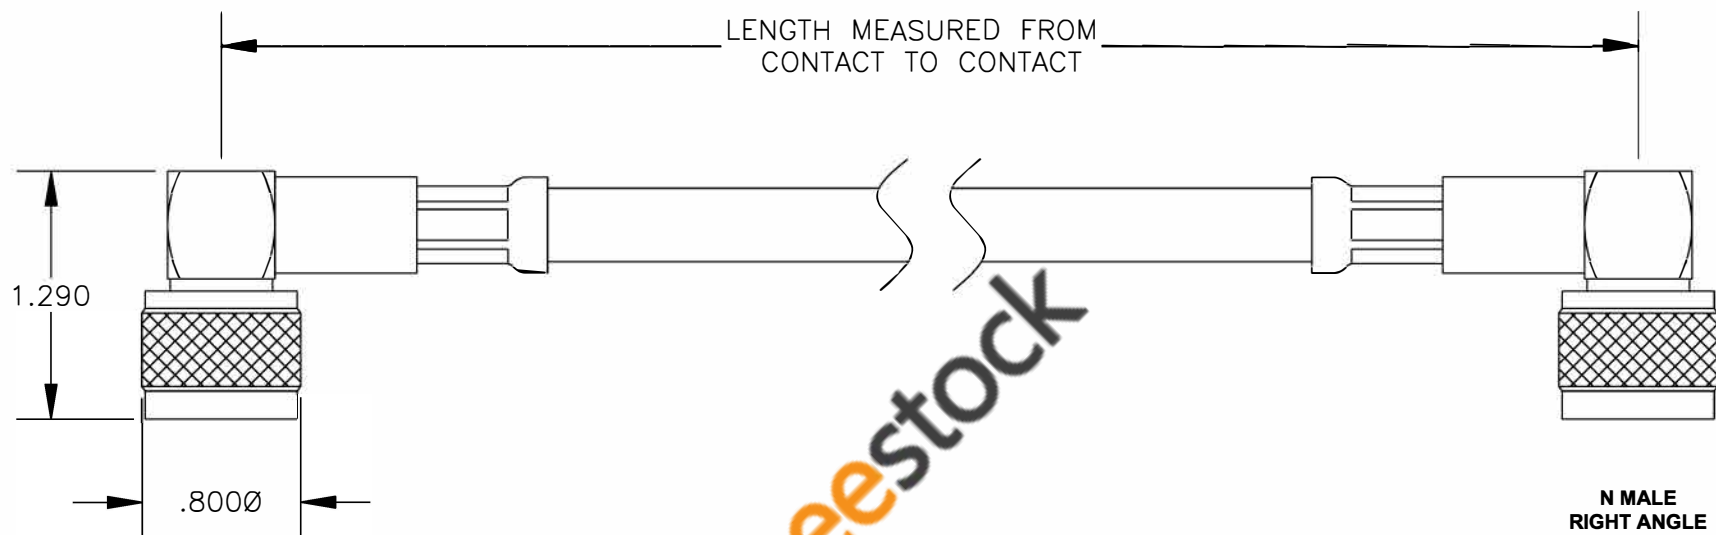 LENGTH MEASURED FROM
CONTACT TO CONTACT
1.290
.800Ø
eestock
N MALE
RIGHT ANGLE